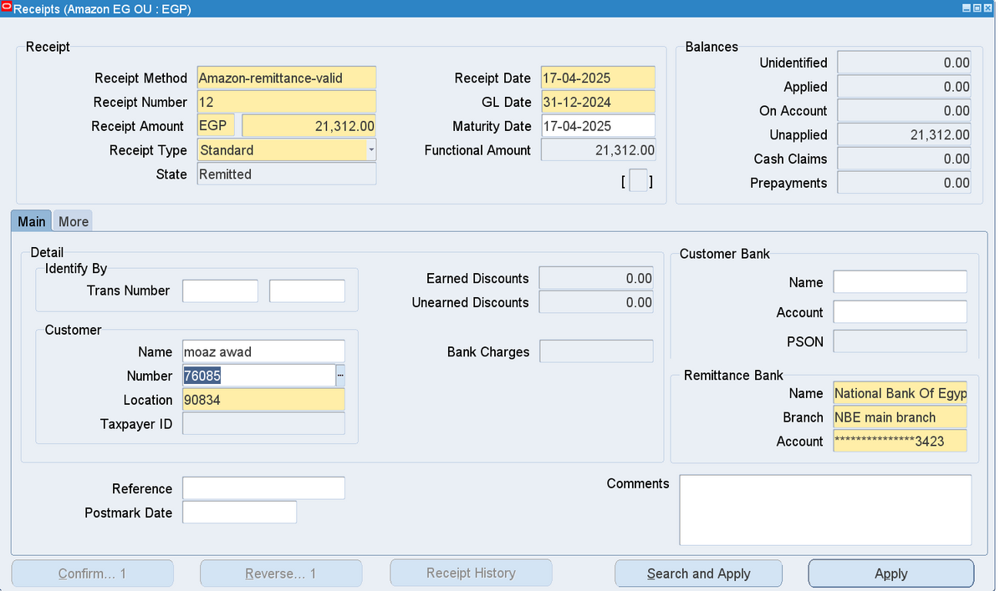 Receipts (Amazon EG OU : EGP)
Receipt
Receipt Method Amazon-remittance-valid
Receipt Number 12
Receipt Amount EGP 21,312.00
Receipt Type Standard
State Remitted
Receipt Date 17-04-2025
GL Date 31-12-2024
Maturity Date 17-04-2025
Functional Amount 21,312.00
[ ]
Balances
Unidentified 0.00
Applied 0.00
On Account 0.00
Unapplied 21,312.00
Cash Claims 0.00
Prepayments 0.00
Main More
Detail
Identify By
Trans Number
Customer
Name moaz awad
Number 76085 ...
Location 90834
Taxpayer ID
Earned Discounts 0.00
Unearned Discounts 0.00
Bank Charges
Customer Bank
Name
Account
PSON
Remittance Bank
Name National Bank Of Egyp
Branch NBE main branch
Account ***************3423
Reference
Postmark Date
Comments
Confirm... 1 Reverse... 1 Receipt History Search and Apply Apply